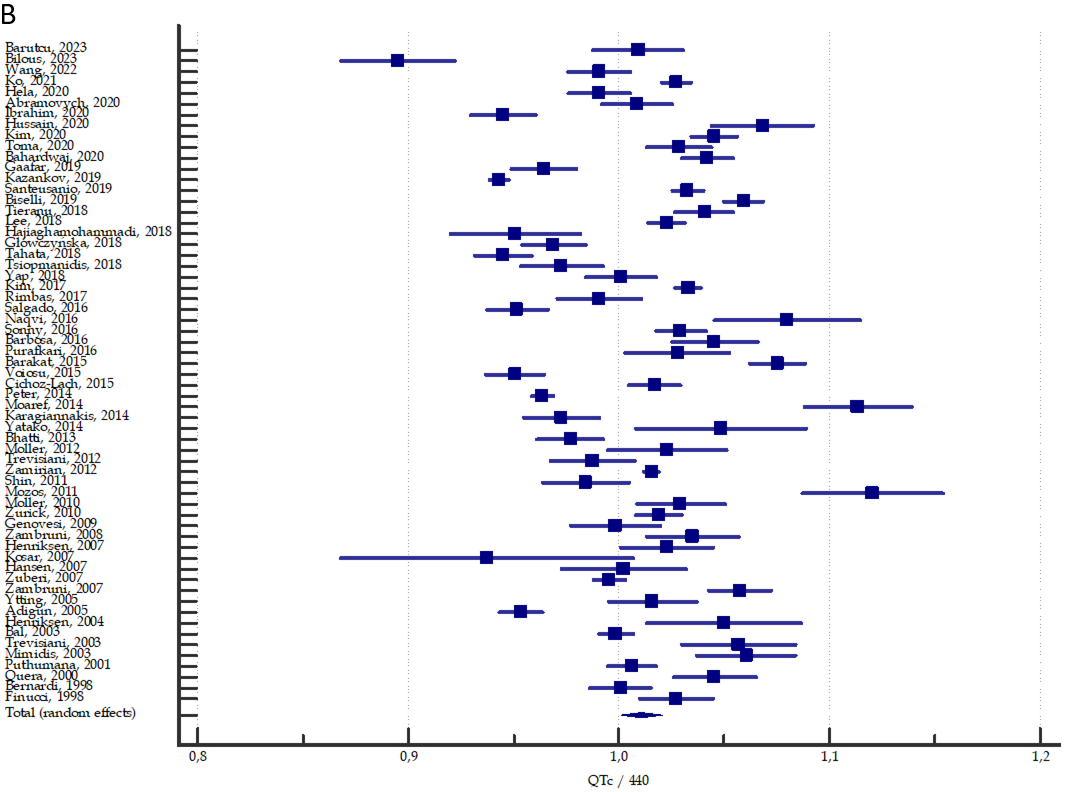 B
Barutcu, 2023
Bilous, 2023
Wang, 2022
Ko, 2021
Hela, 2020
Abramovych, 2020
Ibrahim, 2020
Hussain, 2020
Kim, 2020
Toma, 2020
Bahardwaj, 2020
Gaafar, 2019
Kazankov, 2019
Santeusanio, 2019
Biselli, 2019
Tieranu, 2018
Lee, 2018
Hajiaghamohammadi, 2018
Głowczynska, 2018
Tahata, 2018
Tsiopmanidis, 2018
Yap, 2018
Kim, 2017
Rimbas, 2017
Salgado, 2016
Naqvi, 2016
Sonny, 2016
Barbosa, 2016
Purafkari, 2016
Barakat, 2015
Voiosu, 2015
Cichoz-Lach, 2015
Peter, 2014
Moaref, 2014
Karagiannakis, 2014
Yatako, 2014
Bhatti, 2013
Moller, 2012
Trevisiani, 2012
Zamirian, 2012
Shin, 2011
Mozos, 2011
Moller, 2010
Zurick, 2010
Genovesi, 2009
Zambruni, 2008
Henriksen, 2007
Kosar, 2007
Hansen, 2007
Zuberi, 2007
Zambruni, 2007
Ytting, 2005
Adigun, 2005
Henriksen, 2004
Bal, 2003
Trevisiani, 2003
Mimidis, 2003
Puthumana, 2001
Quera, 2000
Bernardi, 1998
Finucci, 1998
Total (random effects)
0,8 0,9 1,0 1,1 1,2
QTc / 440